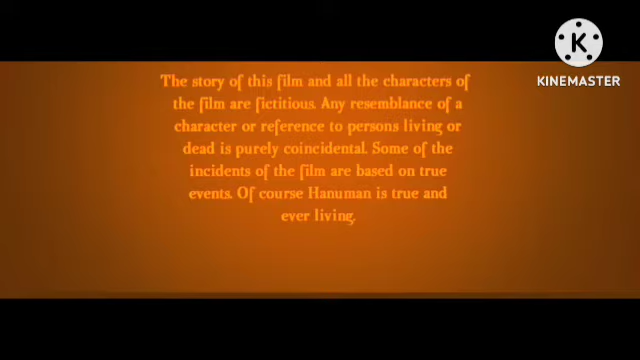 The story of this film and all the characters of
the film are fictitious. Any resemblance of a
character or reference to persons living or
dead is purely coincidental. Some of the
incidents of the film are based on true
events. Of course Hanuman is true and
ever living.
K
KINEMASTER